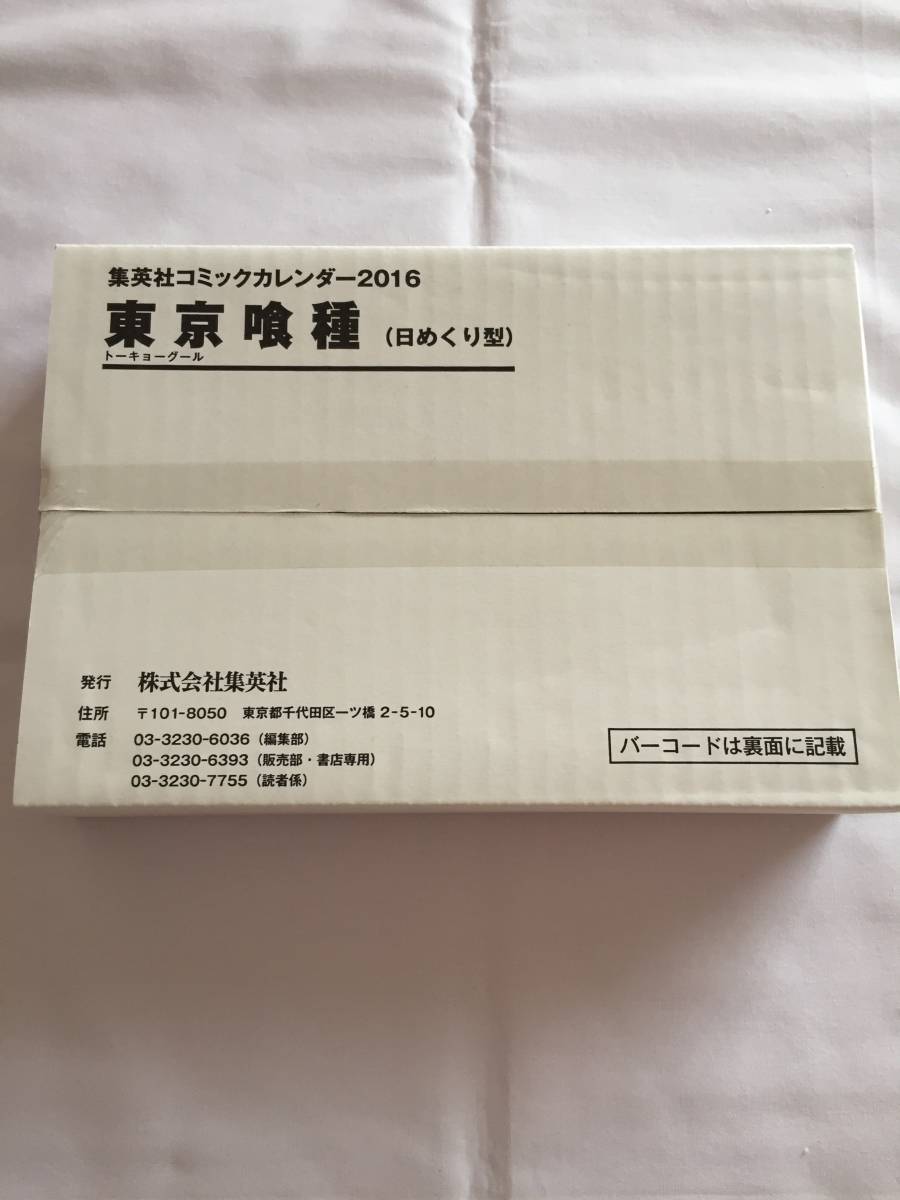 集英社コミックカレンダー2016
東京喰種（日めくり型）
トーキョーグール
発行 株式会社集英社
住所 〒101-8050 東京都千代田区一ツ橋 2-5-10
電話 03-3230-6036（編集部）
03-3230-6393（販売部・書店専用）
03-3230-7755（読者係）
バーコードは裏面に記載